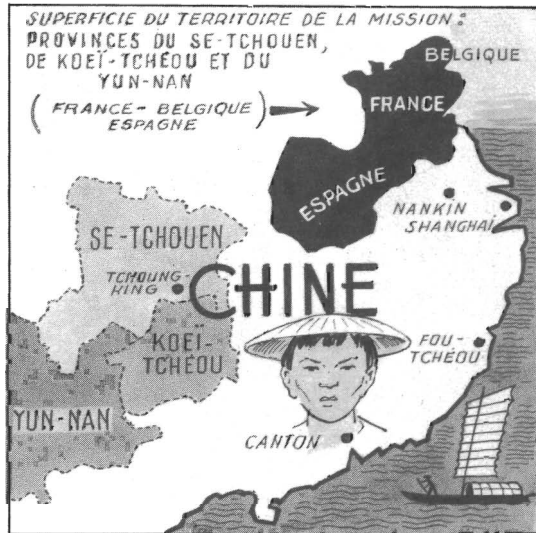 SUPERFICIE DU TERRITOIRE DE LA MISSION :
PROVINCES DU SE-TCHOUEN,
DE KOEÏ-TCHÉOU ET DU
YUN-NAN
( FRANCE - BELGIQUE
ESPAGNE )
BELGIQUE
FRANCE
ESPAGNE
NANKIN
SHANGHAÏ
SE-TCHOUEN
TCHOUNG-
KING
CHINE
KOEÏ-
TCHÉOU
FOU-
TCHÉOU
YUN-NAN
CANTON